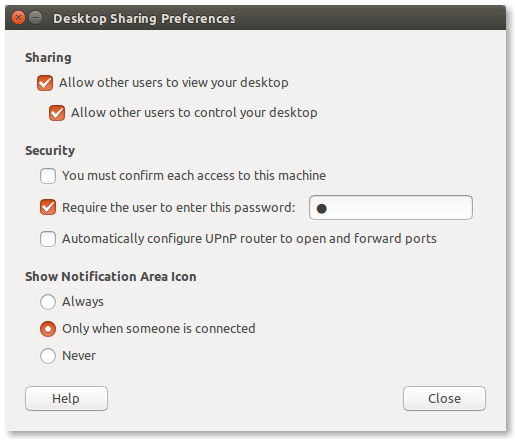 Desktop Sharing Preferences
Sharing
Allow other users to view your desktop
Allow other users to control your desktop
Security
You must confirm each access to this machine
Require the user to enter this password: ●
Automatically configure UPnP router to open and forward ports
Show Notification Area Icon
Always
Only when someone is connected
Never
Help Close